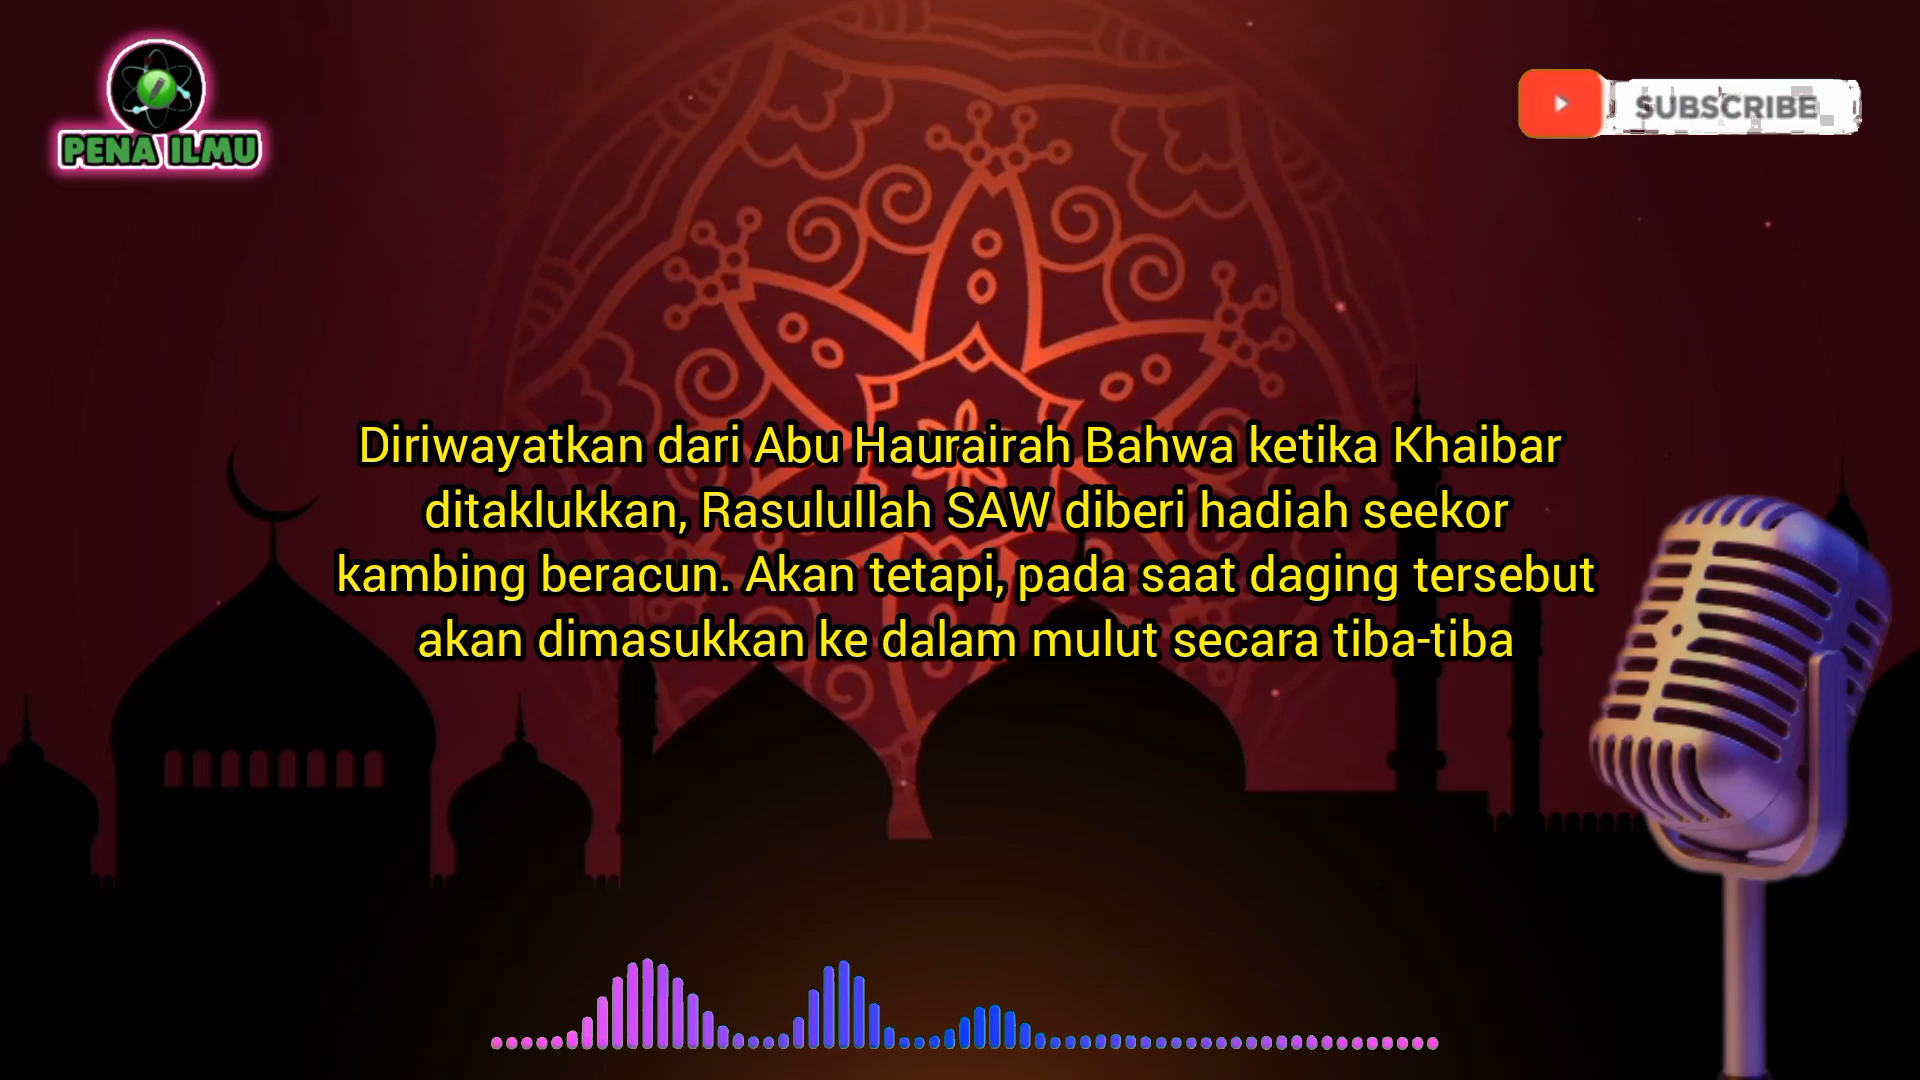 PENA ILMU
SUBSCRIBE
Diriwayatkan dari Abu Haurairah Bahwa ketika Khaibar
ditaklukkan, Rasulullah SAW diberi hadiah seekor
kambing beracun. Akan tetapi, pada saat daging tersebut
akan dimasukkan ke dalam mulut secara tiba-tiba